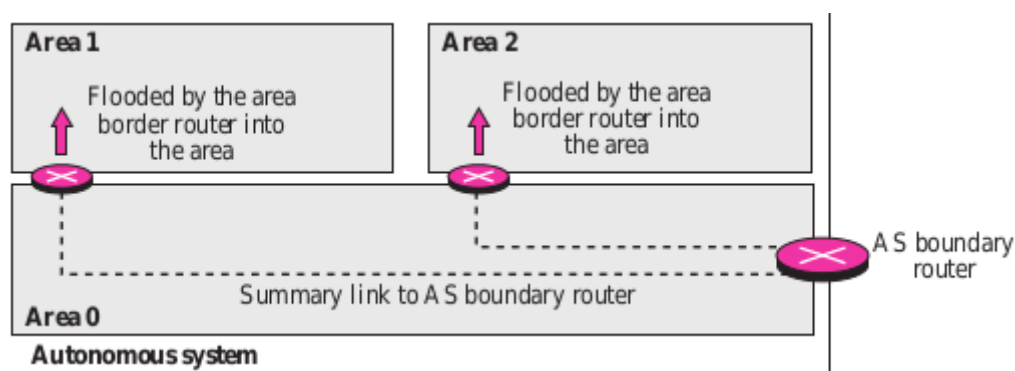 Area 1
Flooded by the area
border router into
the area
Area 2
Flooded by the area
border router into
the area
AS boundary
router
Summary link to AS boundary router
Area 0
Autonomous system